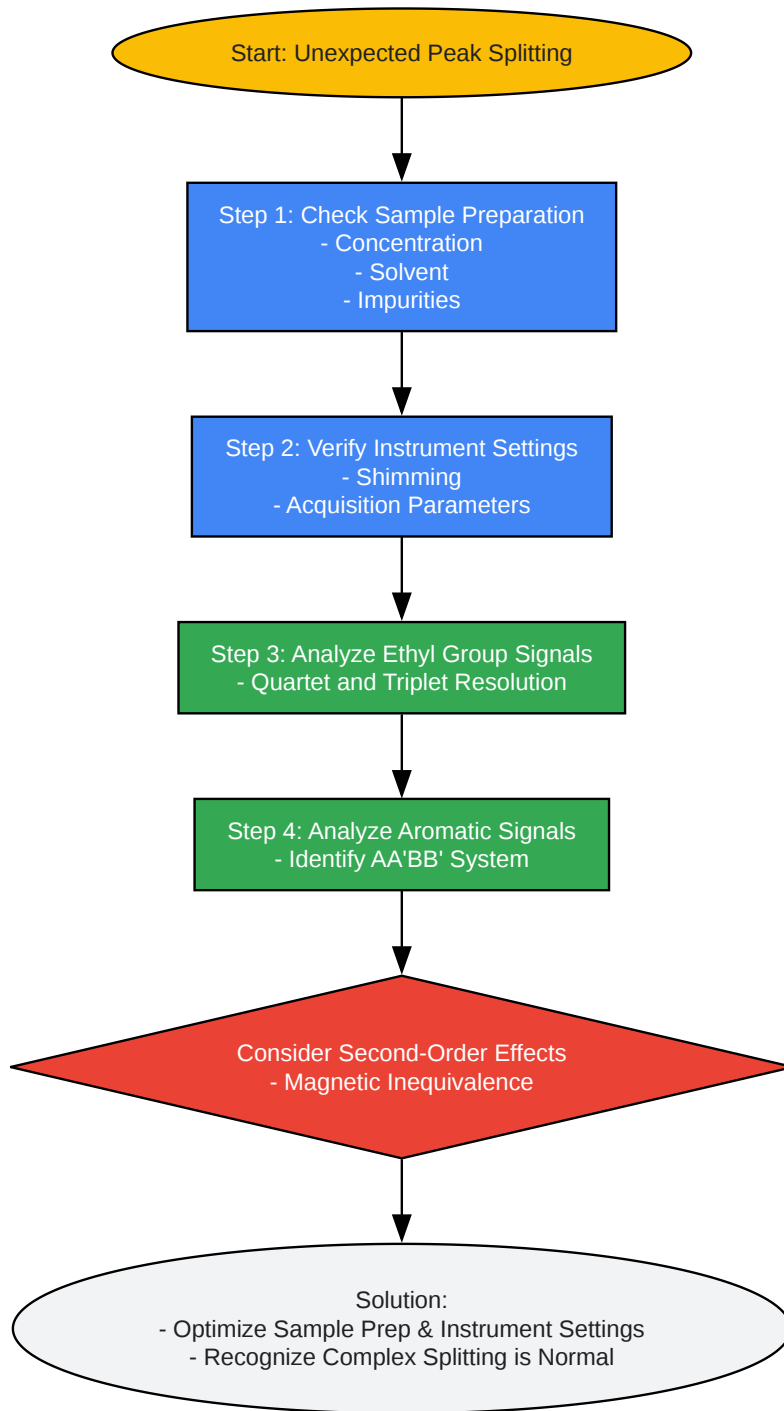 Start: Unexpected Peak Splitting
Step 1: Check Sample Preparation
- Concentration
- Solvent
- Impurities
Step 2: Verify Instrument Settings
- Shimming
- Acquisition Parameters
Step 3: Analyze Ethyl Group Signals
- Quartet and Triplet Resolution
Step 4: Analyze Aromatic Signals
- Identify AA'BB' System
Consider Second-Order Effects
- Magnetic Inequivalence
Solution:
- Optimize Sample Prep & Instrument Settings
- Recognize Complex Splitting is Normal